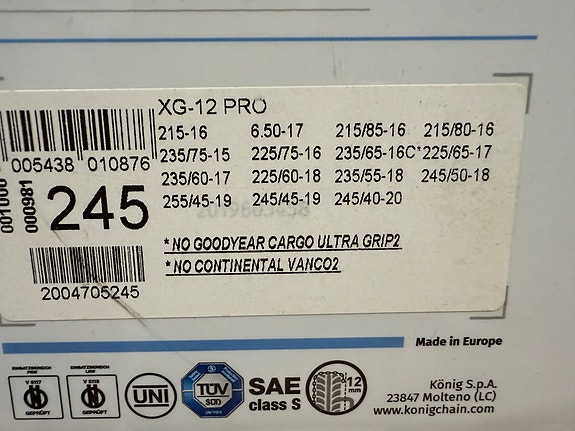 XG-12 PRO
215-16 6.50-17 215/85-16 215/80-16
235/75-15 225/75-16 235/65-16C* 225/65-17
235/60-17 225/60-18 235/55-18 245/50-18
255/45-19 245/45-19 245/40-20
*NO GOODYEAR CARGO ULTRA GRIP2
*NO CONTINENTAL VANCO2
005438 010876
000981
245
2004705245
Made in Europe
V 5117
GEPRÜFT
V 5119
GEPRÜFT
UNI
TÜV
SÜD
SAE
class S
12
mm
König S.p.A.
23847 Molteno (LC)
www.konigchain.com